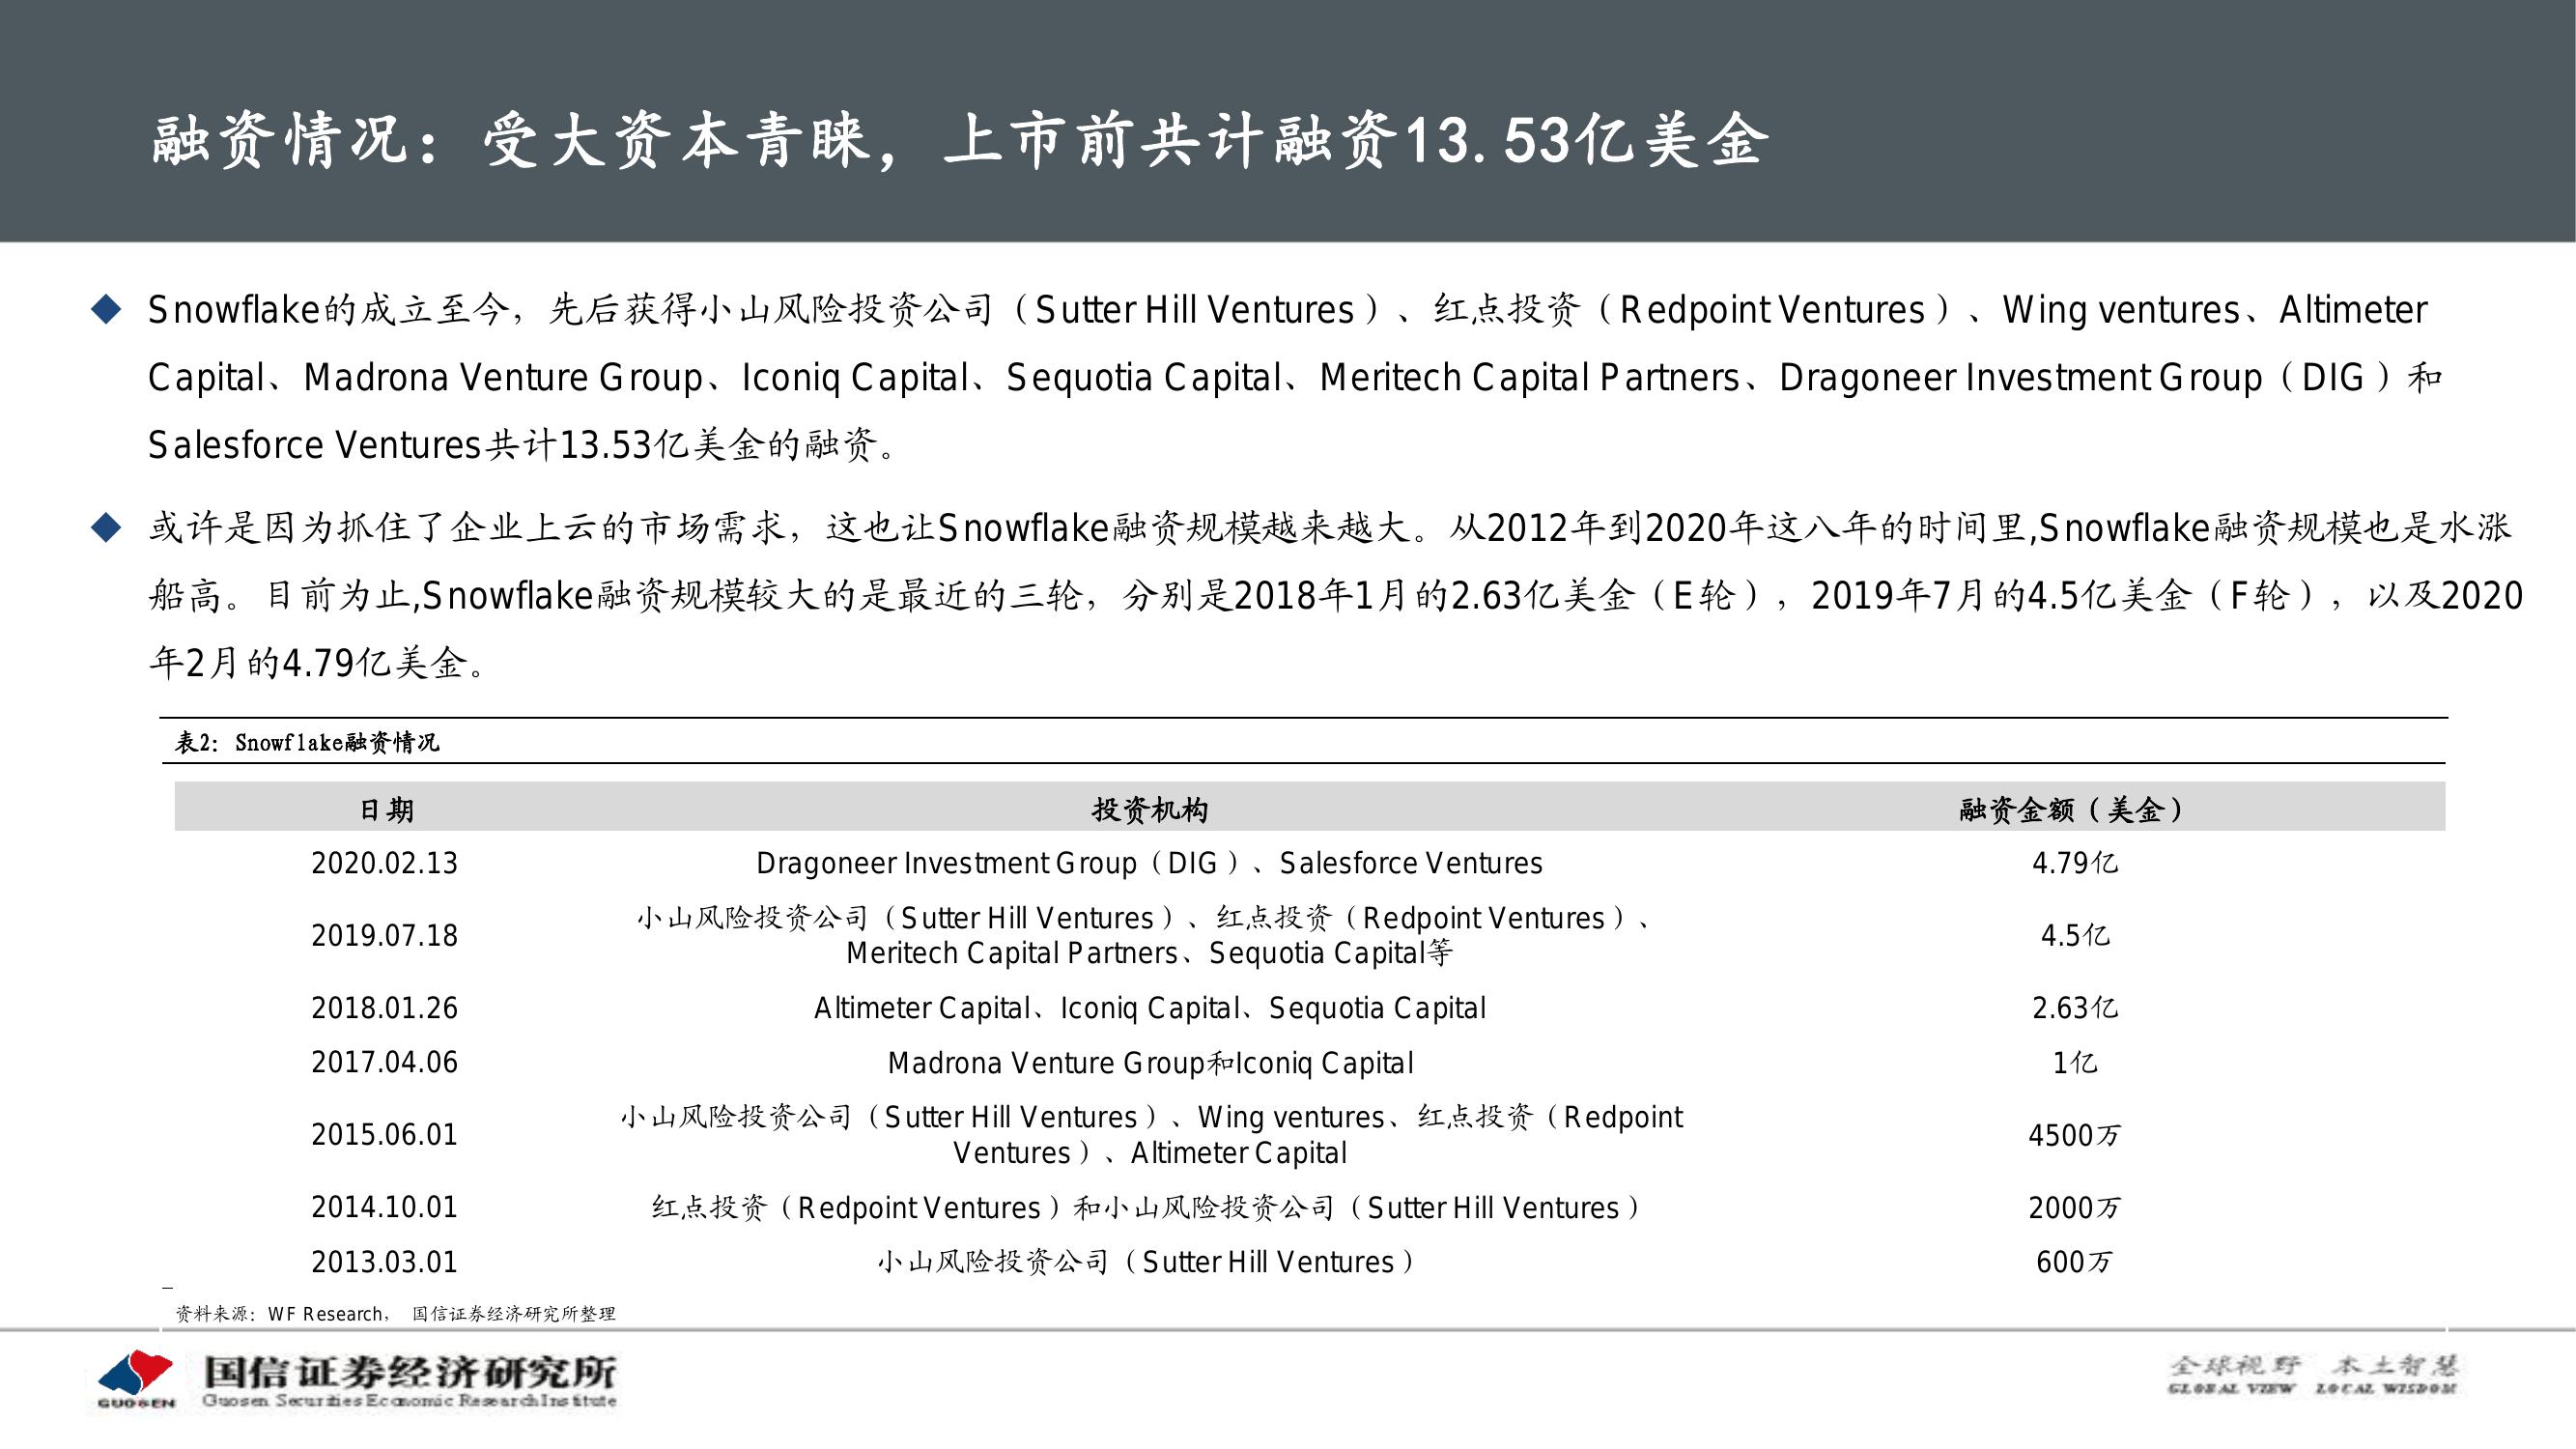 融资情况：受大资本青睐，上市前共计融资13.53亿美金
Snowflake的成立至今，先后获得小山风险投资公司（Sutter Hill Ventures）、红点投资（Redpoint Ventures）、Wing ventures、Altimeter
Capital、Madrona Venture Group、Iconiq Capital、Sequotia Capital、Meritech Capital Partners、Dragoneer Investment Group（DIG）和
Salesforce Ventures共计13.53亿美金的融资。
或许是因为抓住了企业上云的市场需求，这也让Snowflake融资规模越来越大。从2012年到2020年这八年的时间里,Snowflake融资规模也是水涨
船高。目前为止,Snowflake融资规模较大的是最近的三轮，分别是2018年1月的2.63亿美金（E轮），2019年7月的4.5亿美金（F轮），以及2020
年2月的4.79亿美金。
表2：Snowflake融资情况
日期 投资机构 融资金额（美金）
2020.02.13 Dragoneer Investment Group（DIG）、Salesforce Ventures 4.79亿
小山风险投资公司（Sutter Hill Ventures）、红点投资（Redpoint Ventures）、
2019.07.18 Meritech Capital Partners、Sequotia Capital等 4.5亿
2018.01.26 Altimeter Capital、Iconiq Capital、Sequotia Capital 2.63亿
2017.04.06 Madrona Venture Group和Iconiq Capital 1亿
小山风险投资公司（Sutter Hill Ventures）、Wing ventures、红点投资（Redpoint
2015.06.01 Ventures）、Altimeter Capital 4500万
2014.10.01 红点投资（Redpoint Ventures）和小山风险投资公司（Sutter Hill Ventures） 2000万
2013.03.01 小山风险投资公司（Sutter Hill Ventures） 600万
资料来源：WF Research， 国信证券经济研究所整理
GUOSEN
国信证券经济研究所
Guosen Securities Economic Research Institute
全球视野 本土智慧
GLOBAL VIEW LOCAL WISDOM